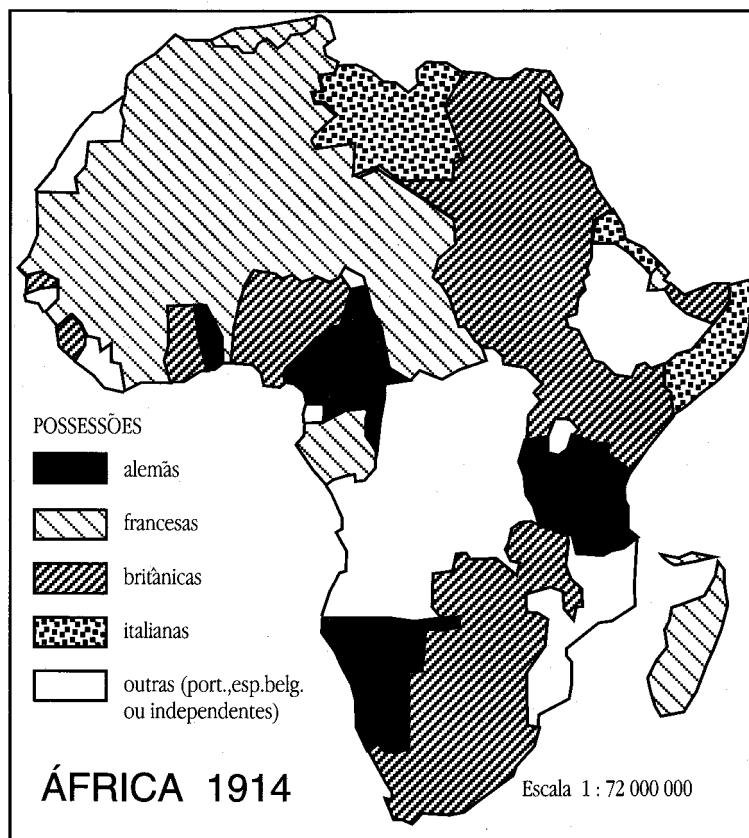 POSSESSÕES
alemãs
francesas
britânicas
italianas
outras (port.,esp.belg.
ou independentes)
ÁFRICA 1914
Escala 1 : 72 000 000